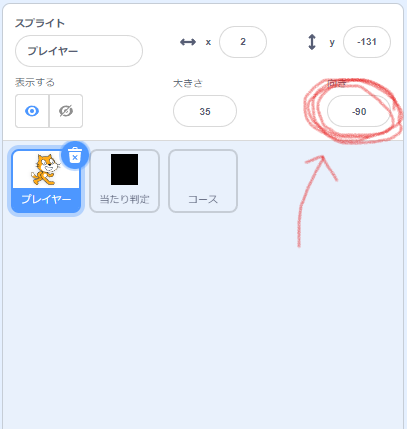 スプライト
プレイヤー
x 2
y -131
表示する
大きさ
向き
35
-90
プレイヤー
当たり判定
コース